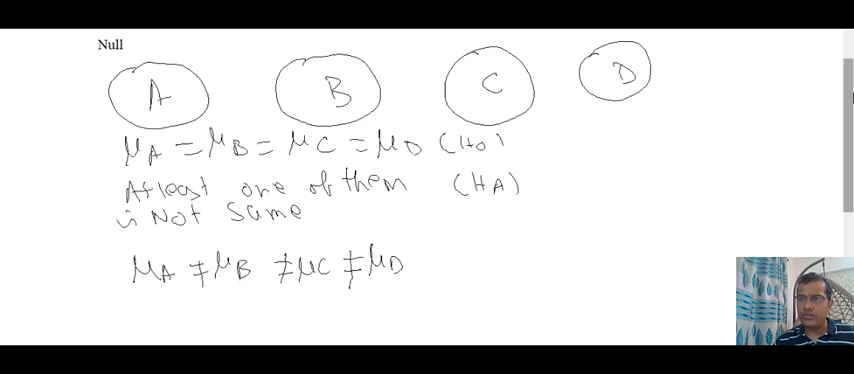 Null
A B C D
μA = μB = μC = μD (H0)
Atleast one of them (HA)
is Not same
μA ≠ μB ≠ μC ≠ μD